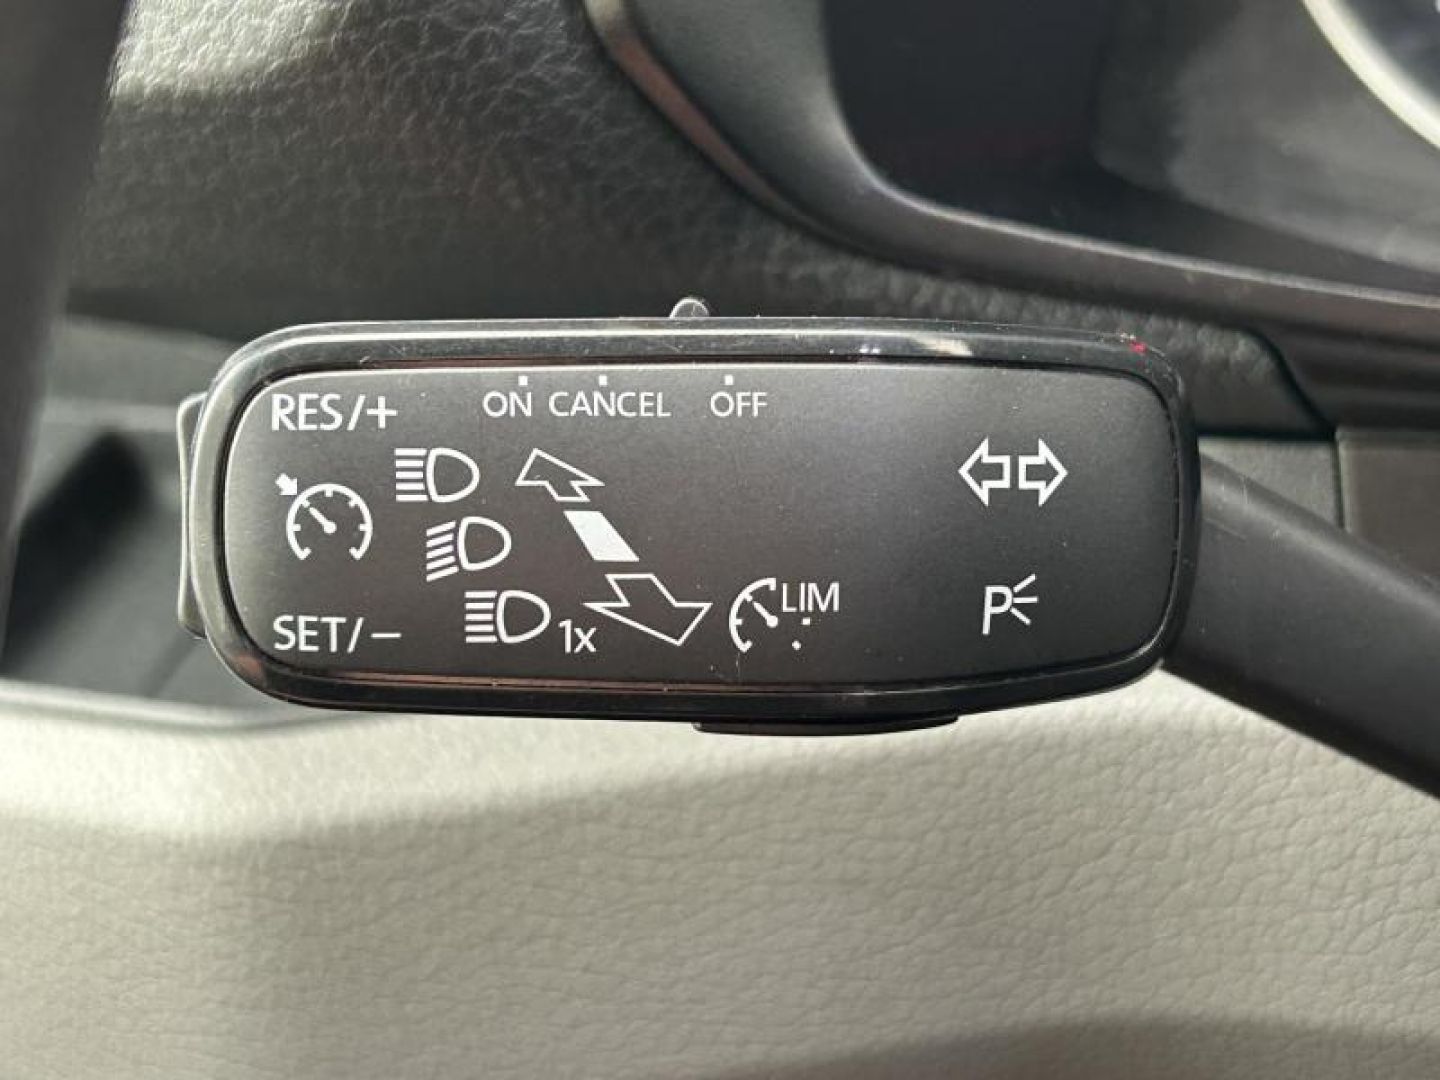 RES/+ ON CANCEL OFF
LIM
SET/− 1x
P